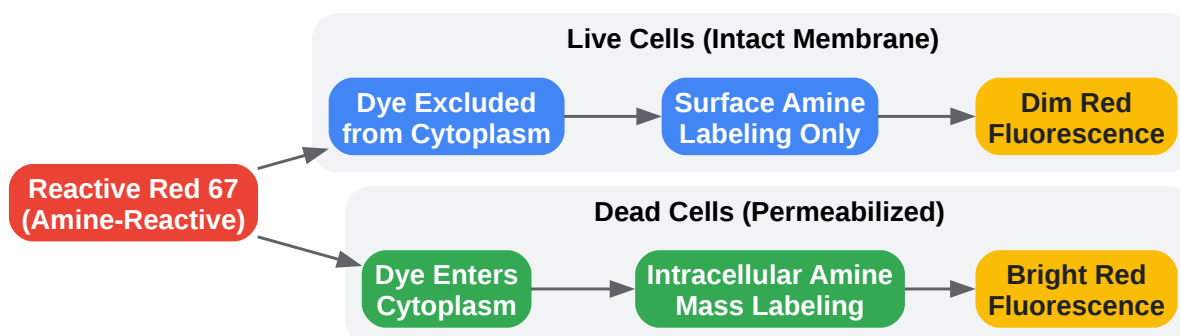 Live Cells (Intact Membrane)
Dye Excluded
from Cytoplasm
Surface Amine
Labeling Only
Dim Red
Fluorescence
Reactive Red 67
(Amine-Reactive)
Dead Cells (Permeabilized)
Dye Enters
Cytoplasm
Intracellular Amine
Mass Labeling
Bright Red
Fluorescence